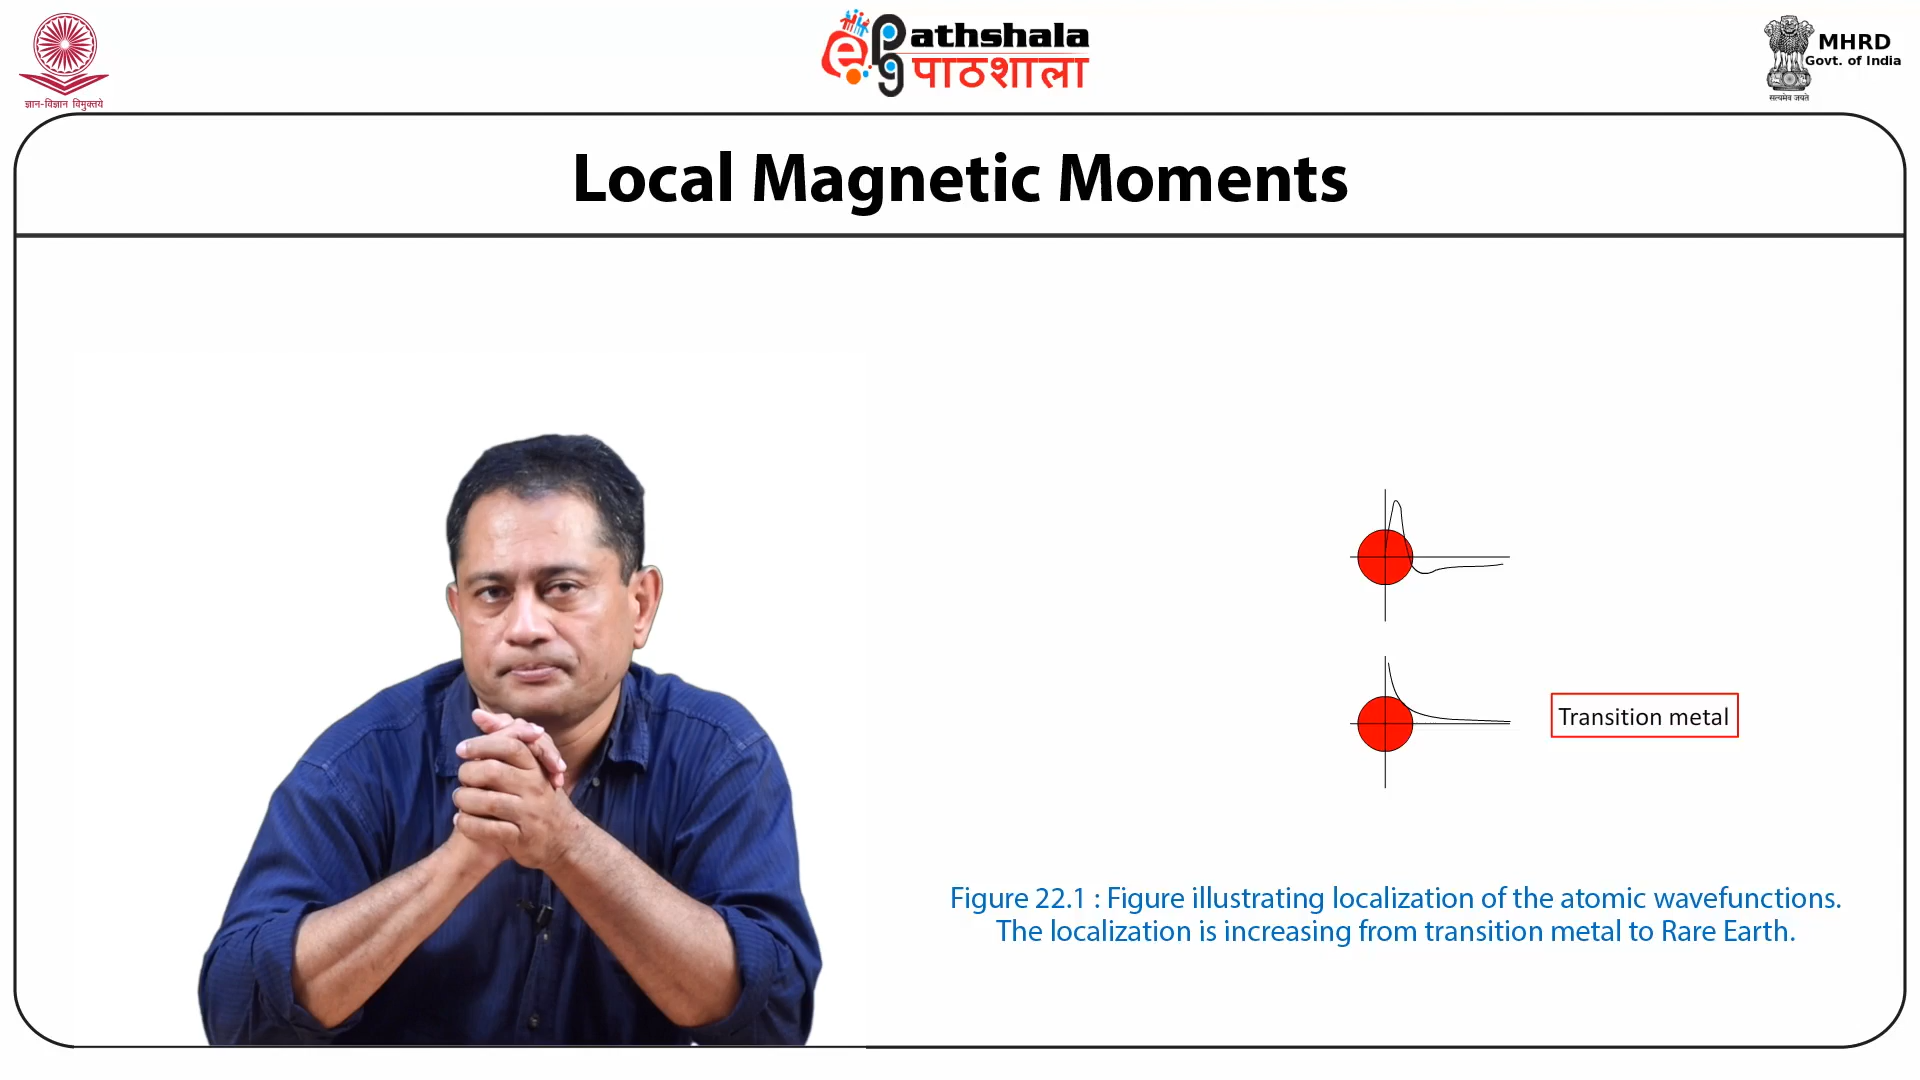 ज्ञान-विज्ञान विमुक्तये
ePathshala
पाठशाला
MHRD
Govt. of India
सत्यमेव जयते
Local Magnetic Moments
Transition metal
Figure 22.1 : Figure illustrating localization of the atomic wavefunctions.
The localization is increasing from transition metal to Rare Earth.